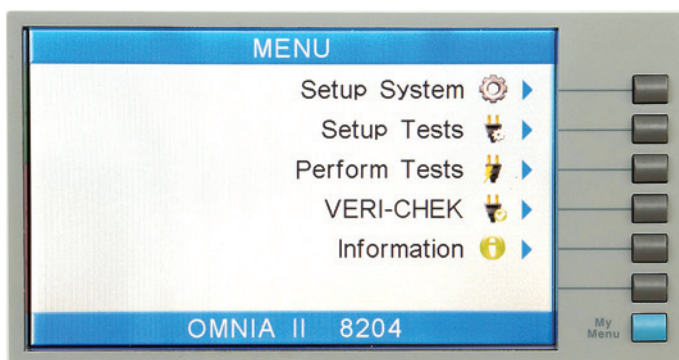 MENU
Setup System
Setup Tests
Perform Tests
VERI-CHEK
Information
OMNIA II 8204
My
Menu